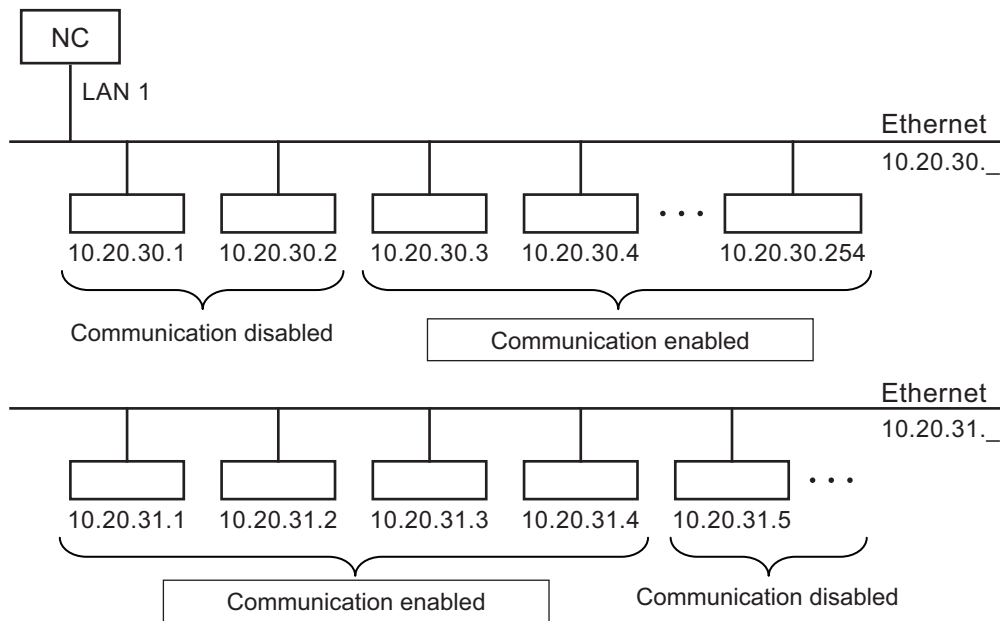 NC
LAN 1
Ethernet
10.20.30._
10.20.30.1 10.20.30.2 10.20.30.3 10.20.30.4 ・・・ 10.20.30.254
Communication disabled
Communication enabled
Ethernet
10.20.31._
10.20.31.1 10.20.31.2 10.20.31.3 10.20.31.4 10.20.31.5 ・・・
Communication enabled
Communication disabled